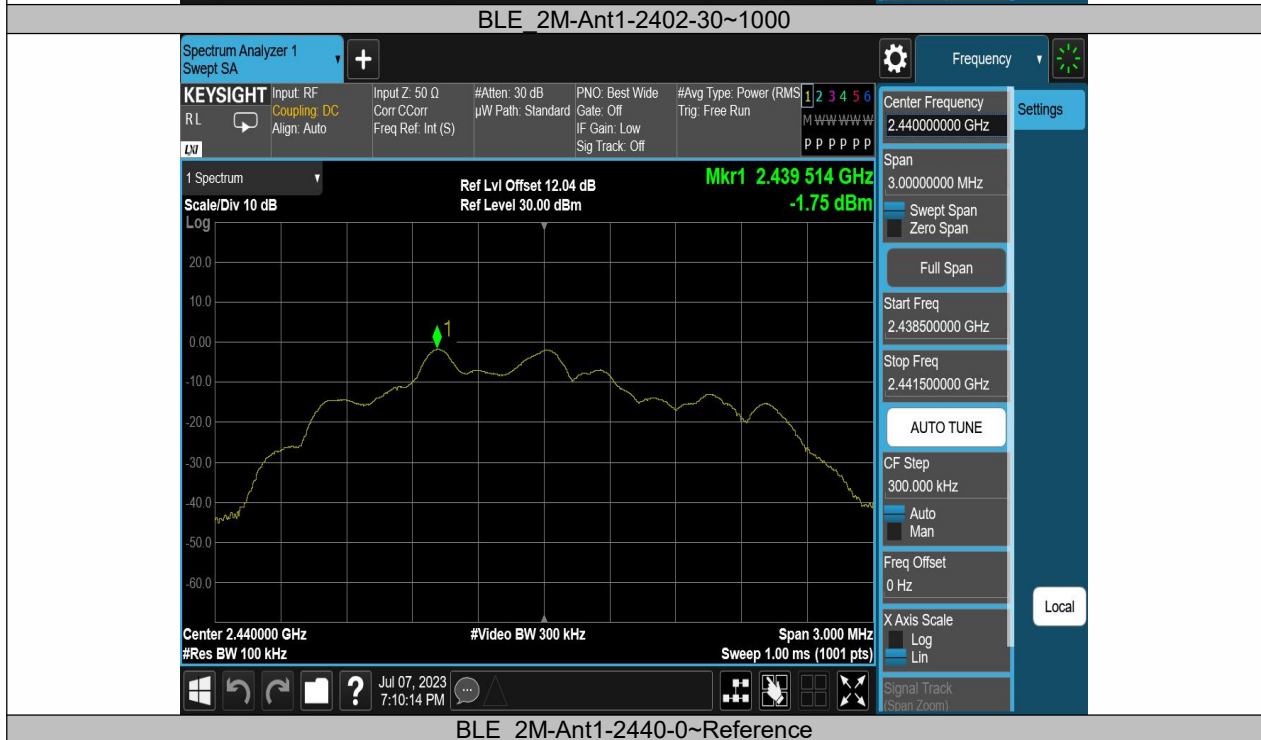 BLE_2M-Ant1-2402-30~1000
Spectrum Analyzer 1
Swept SA
+
Frequency
KEYSIGHT
RL
LXI
Input: RF
Coupling: DC
Align: Auto
Input Z: 50 Ω
Corr CCorr
Freq Ref: Int (S)
#Atten: 30 dB
µW Path: Standard
PNO: Best Wide
Gate: Off
IF Gain: Low
Sig Track: Off
#Avg Type: Power (RMS
Trig: Free Run
1 2 3 4 5 6
M W W W W W
P P P P P P
1 Spectrum
Scale/Div 10 dB
Log
Ref Lvl Offset 12.04 dB
Ref Level 30.00 dBm
Mkr1 2.439 514 GHz
-1.75 dBm
20.0
10.0
0.00
-10.0
-20.0
-30.0
-40.0
-50.0
-60.0
1
Center 2.440000 GHz
#Res BW 100 kHz
#Video BW 300 kHz
Span 3.000 MHz
Sweep 1.00 ms (1001 pts)
Center Frequency
2.440000000 GHz
Settings
Span
3.00000000 MHz
Swept Span
Zero Span
Full Span
Start Freq
2.438500000 GHz
Stop Freq
2.441500000 GHz
AUTO TUNE
CF Step
300.000 kHz
Auto
Man
Freq Offset
0 Hz
X Axis Scale
Log
Lin
Local
Signal Track
(Span Zoom)
?
Jul 07, 2023
7:10:14 PM
BLE_2M-Ant1-2440-0~Reference